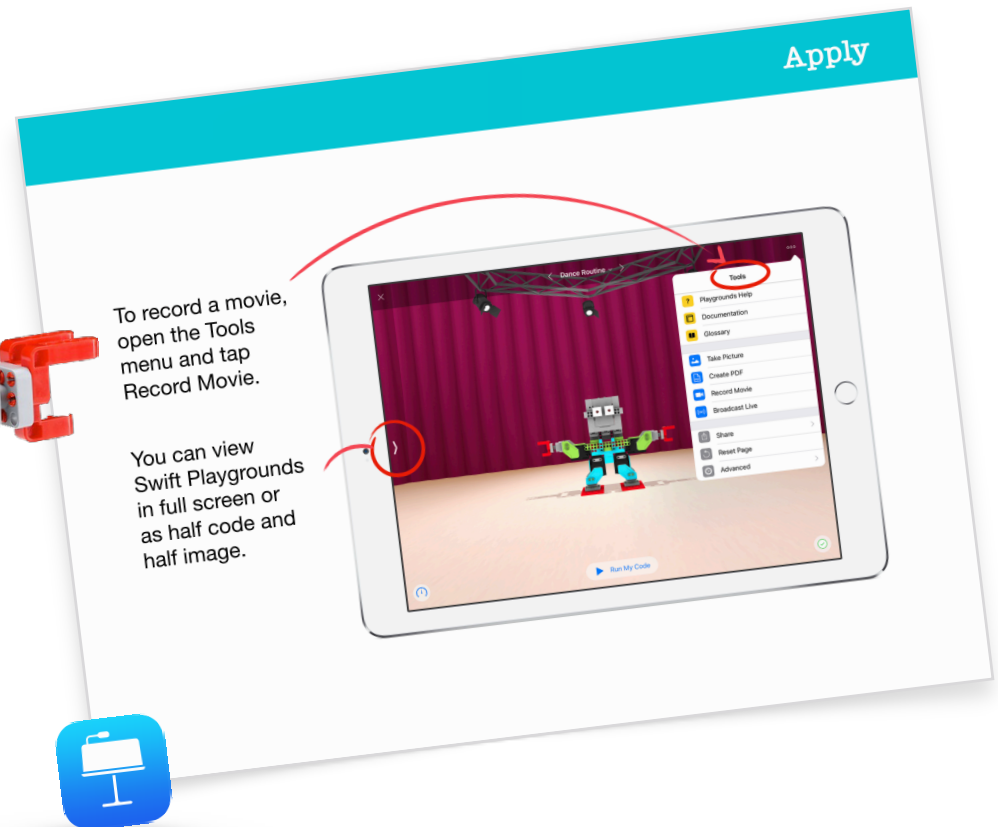 Apply
To record a movie,
open the Tools
menu and tap
Record Movie.
You can view
Swift Playgrounds
in full screen or
as half code and
half image.
Dance Routine
Tools
Playgrounds Help
Documentation
Glossary
Take Picture
Create PDF
Record Movie
Broadcast Live
Share
Reset Page
Advanced
Run My Code